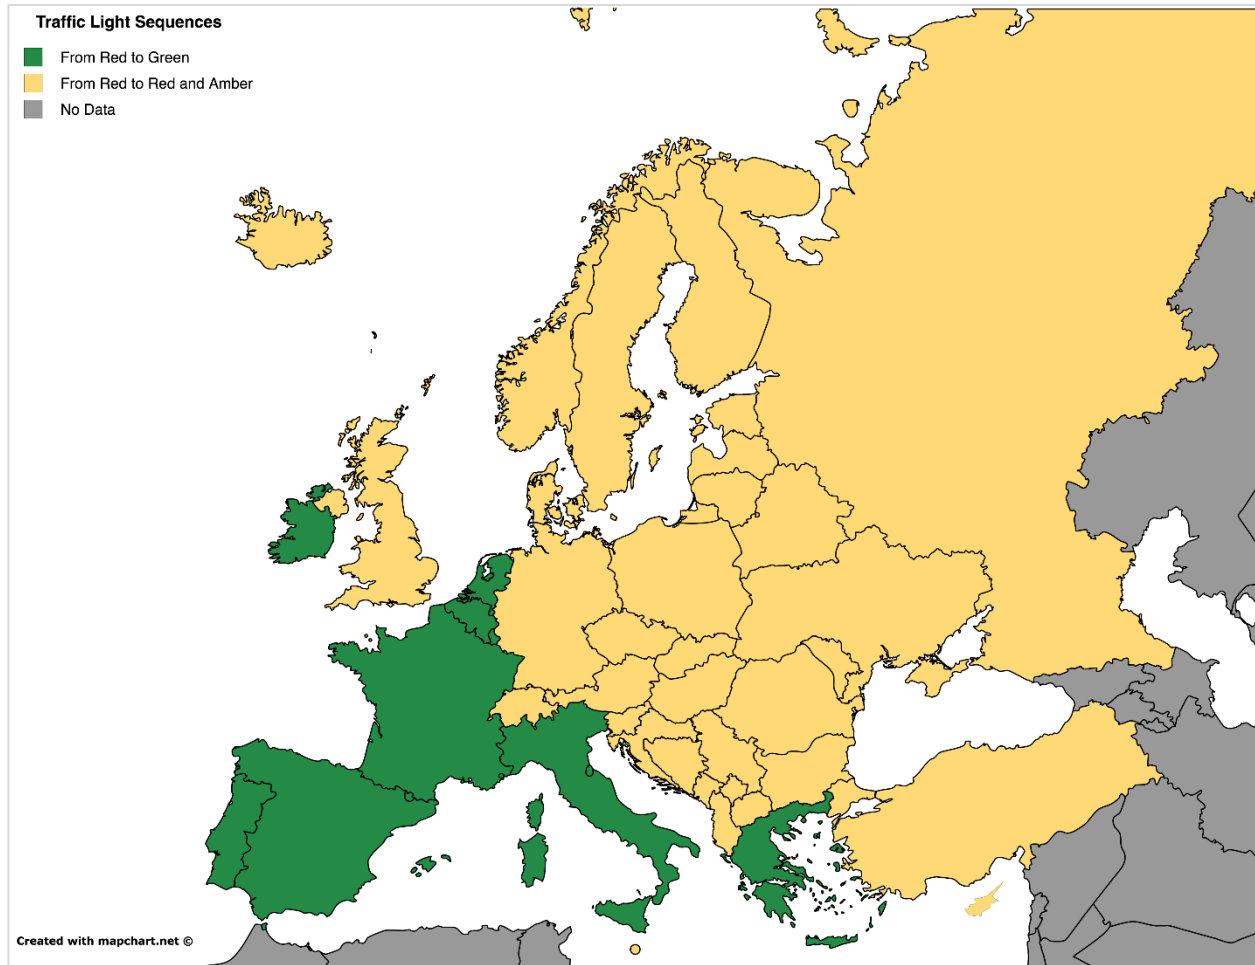 Traffic Light Sequences
From Red to Green
From Red to Red and Amber
No Data
Created with mapchart.net ©